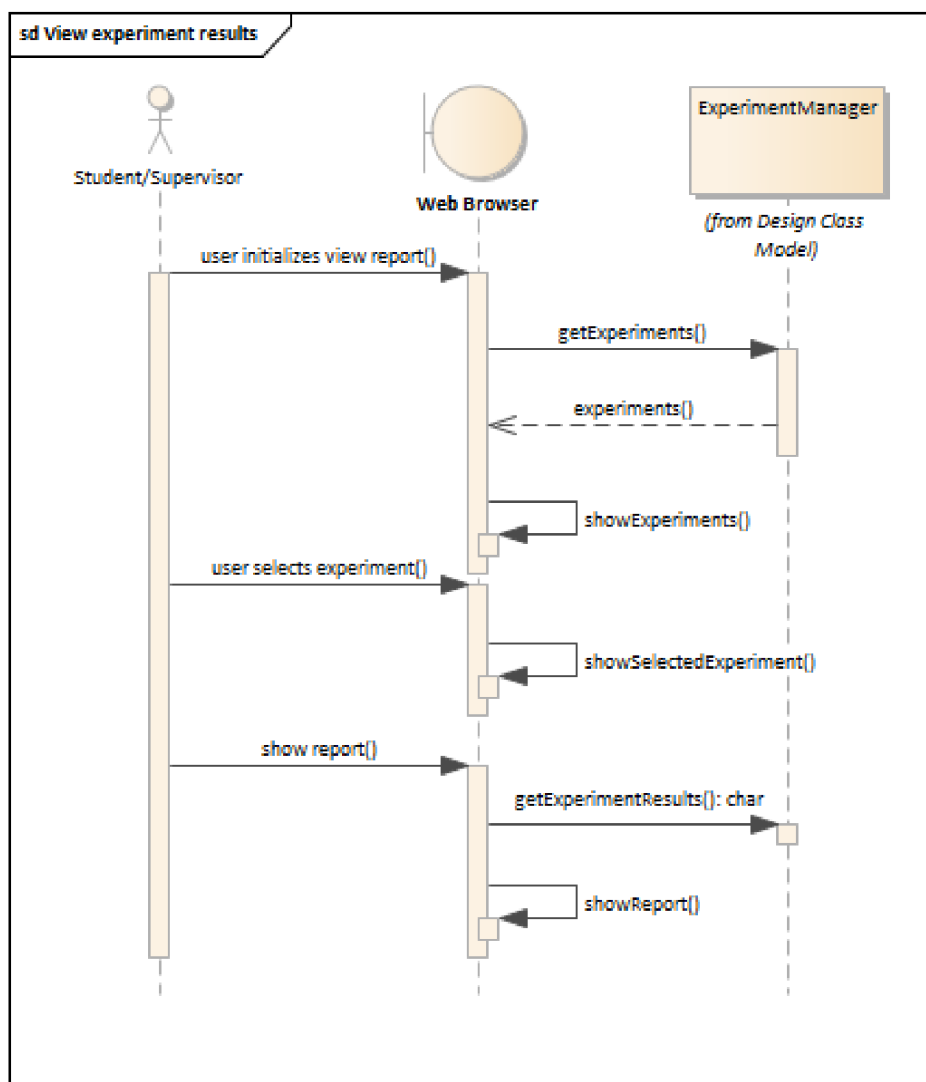 sd View experiment results
Student/Supervisor
Web Browser
ExperimentManager
(from Design Class
Model)
user initializes view report()
getExperiments()
experiments()
showExperiments()
user selects experiment()
showSelectedExperiment()
show report()
getExperimentResults(): char
showReport()